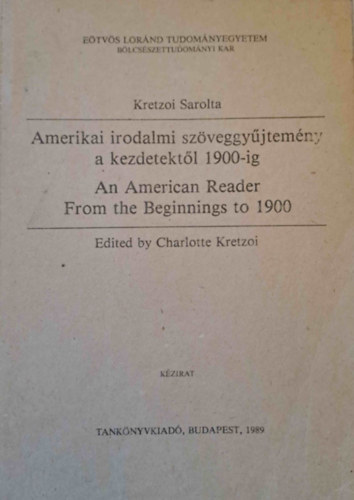 EÖTVÖS LORÁND TUDOMÁNYEGYETEM
BÖLCSÉSZETTUDOMÁNYI KAR
Kretzoi Sarolta
Amerikai irodalmi szöveggyűjtemény
a kezdetektől 1900-ig
An American Reader
From the Beginnings to 1900
Edited by Charlotte Kretzoi
KÉZIRAT
TANKÖNYVKIADÓ, BUDAPEST, 1989